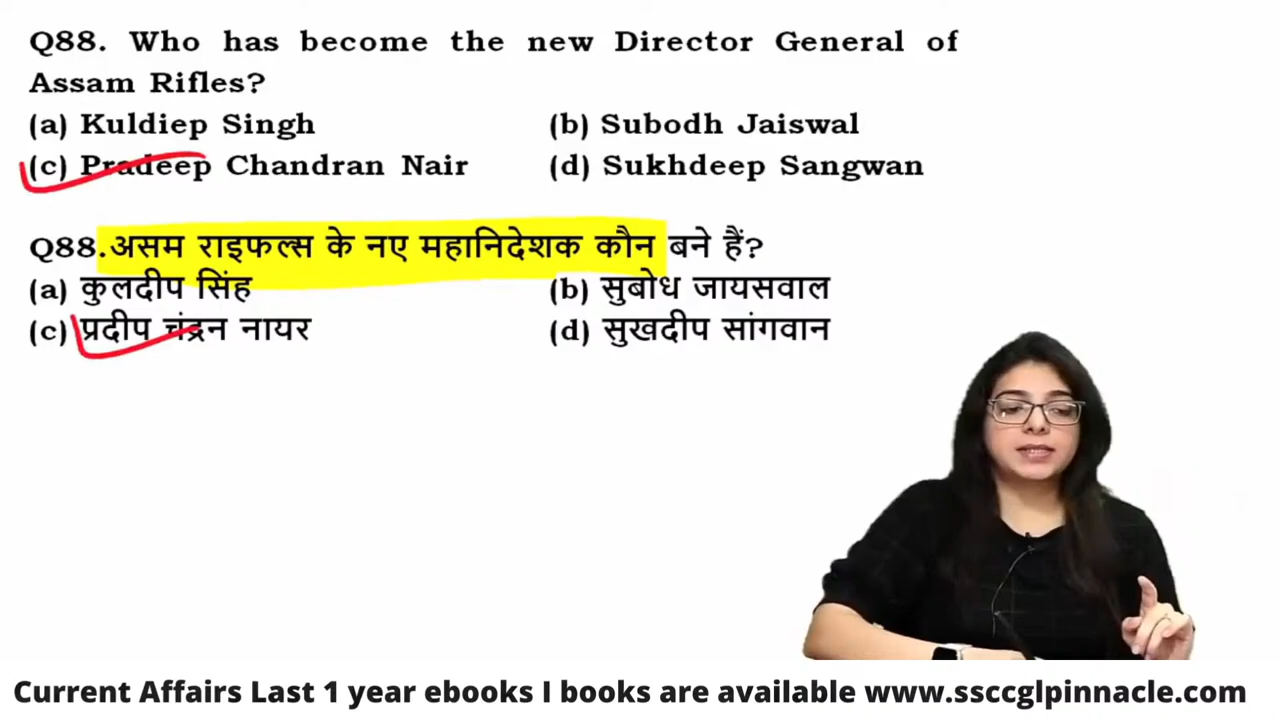 Q88. Who has become the new Director General of
Assam Rifles?
(a) Kuldiep Singh (b) Subodh Jaiswal
(c) Pradeep Chandran Nair (d) Sukhdeep Sangwan
Q88.असम राइफल्स के नए महानिदेशक कौन बने हैं?
(a) कुलदीप सिंह (b) सुबोध जायसवाल
(c) प्रदीप चंद्रन नायर (d) सुखदीप सांगवान
Current Affairs Last 1 year ebooks I books are available www.ssccglpinnacle.com